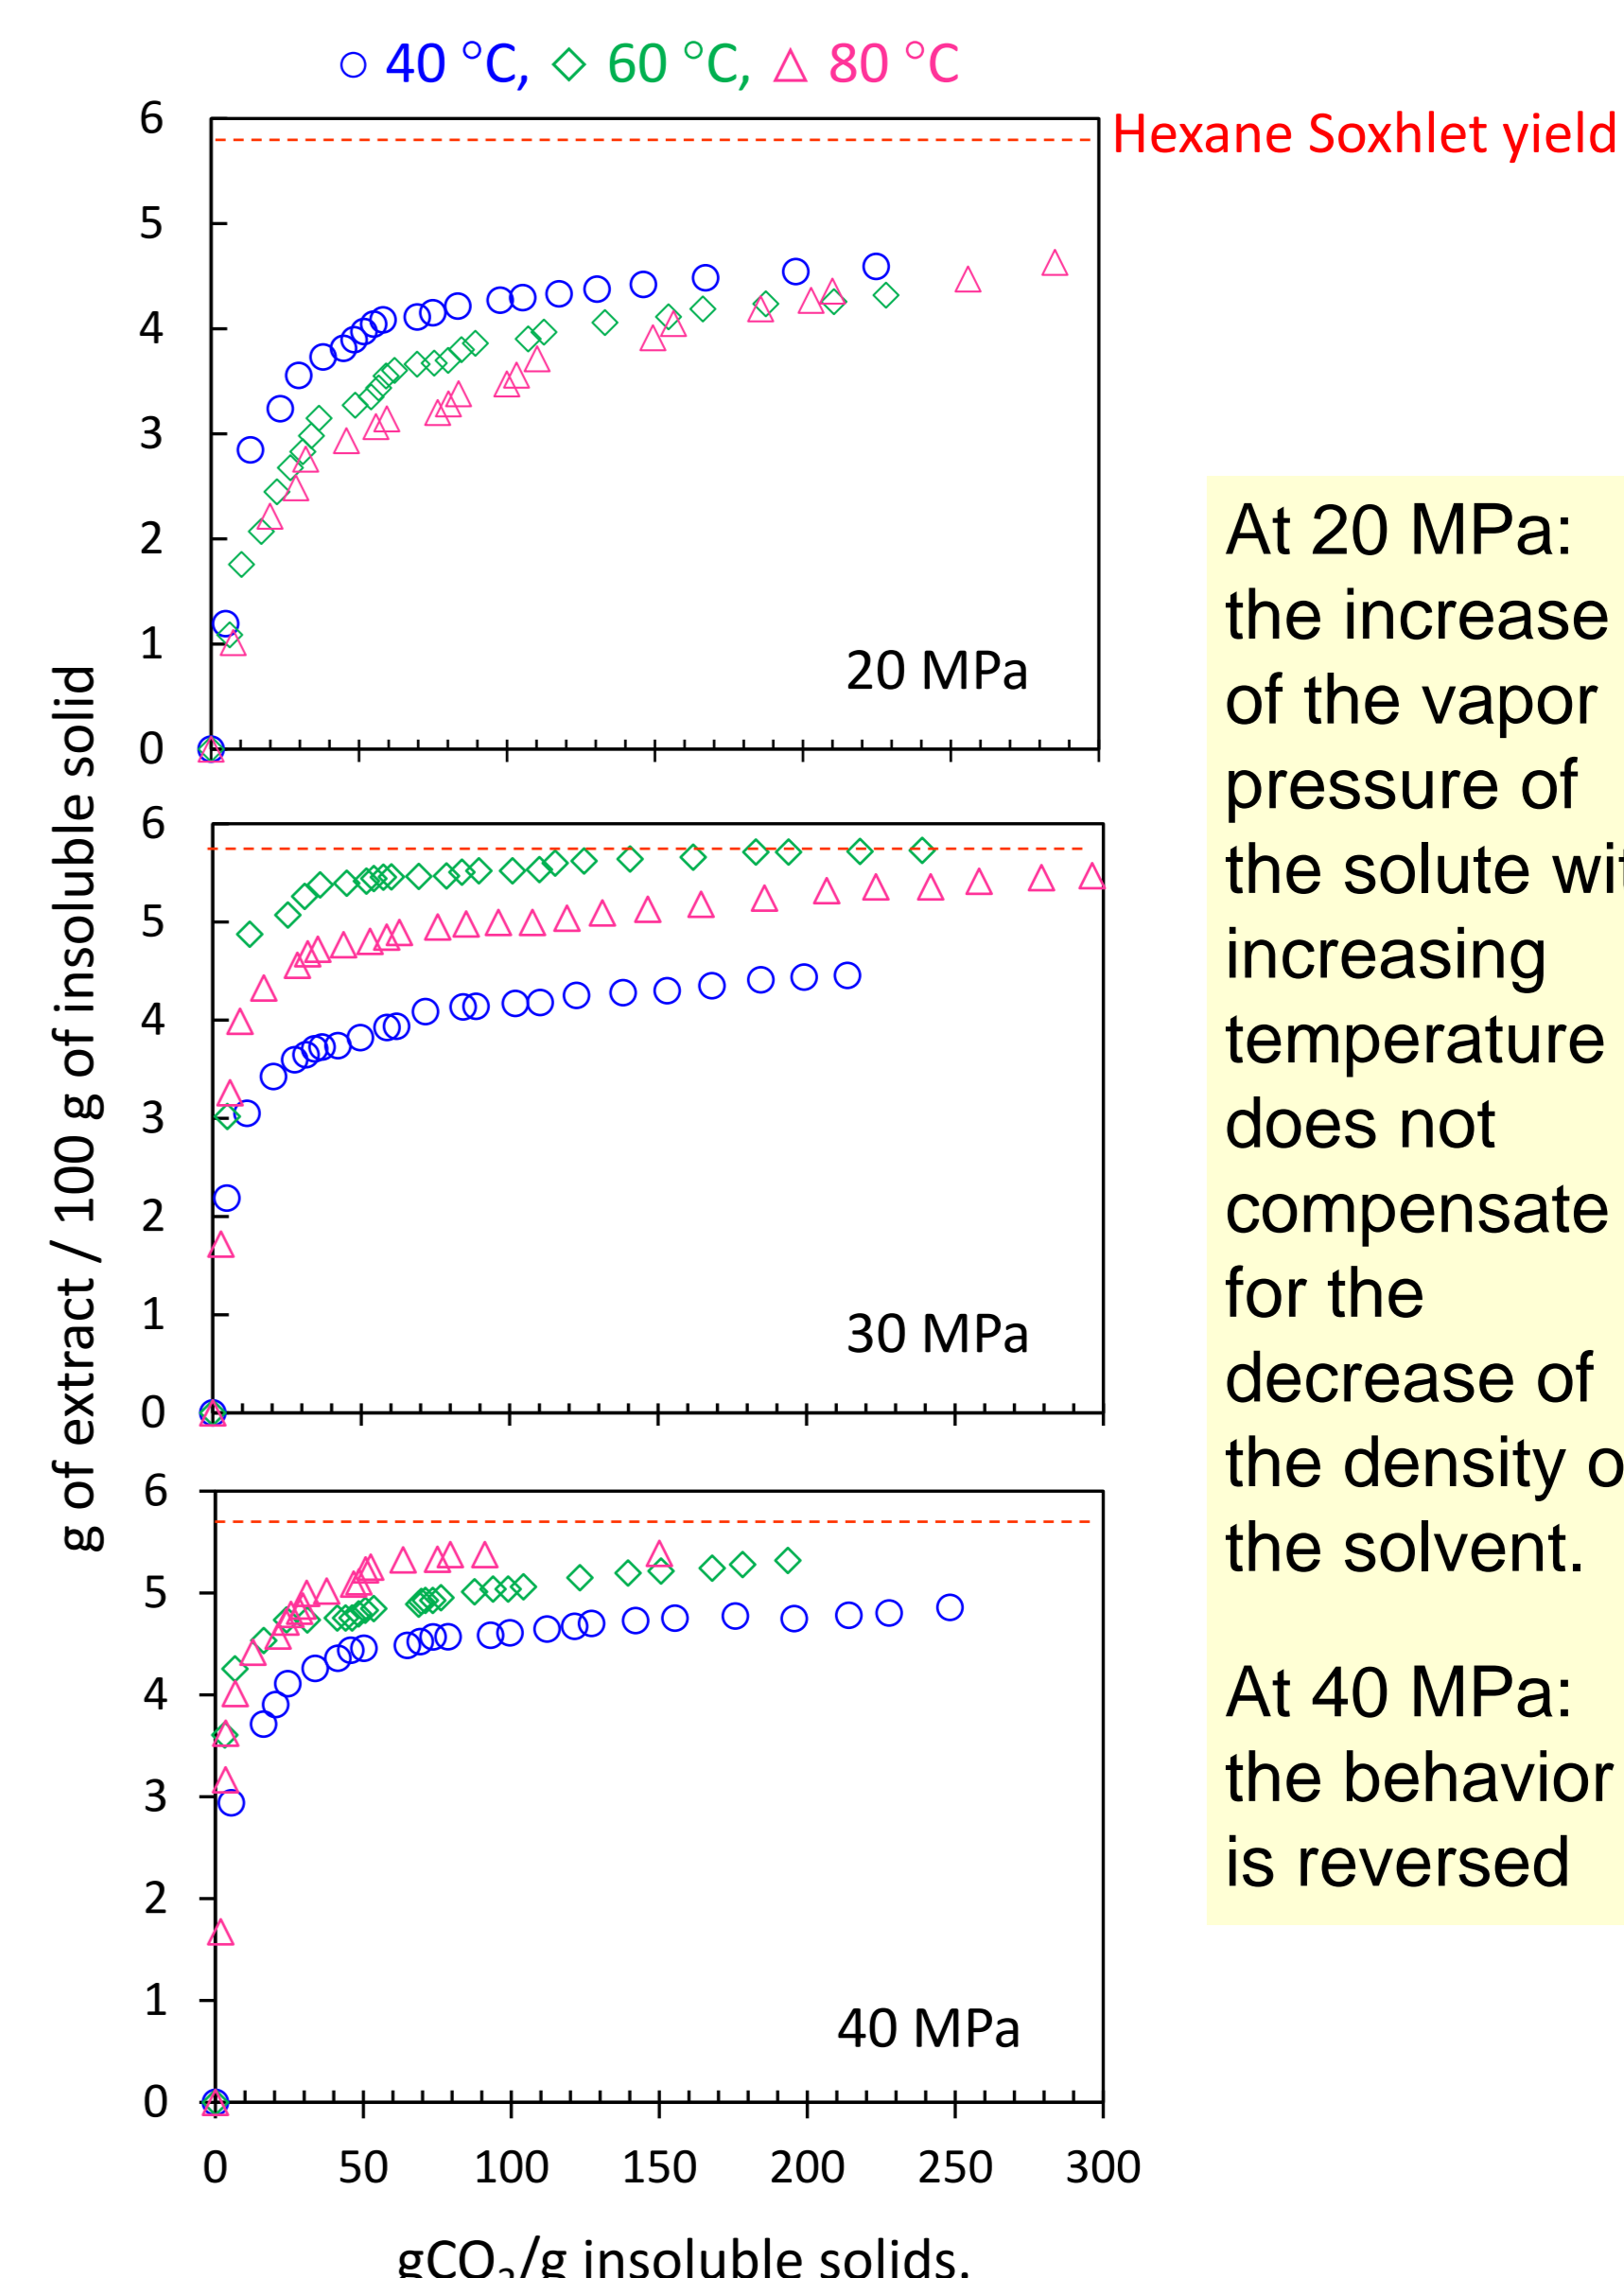 ○ 40 °C, ◇ 60 °C, △ 80 °C
Hexane Soxhlet yield
6
5
4
3
2
1
0
20 MPa
6
5
4
3
2
1
0
30 MPa
6
5
4
3
2
1
0
40 MPa
0 50 100 150 200 250 300
gCO₂/g insoluble solids.
g of extract / 100 g of insoluble solid
At 20 MPa:
the increase
of the vapor
pressure of
the solute wit
increasing
temperature
does not
compensate
for the
decrease of
the density o
the solvent.
At 40 MPa:
the behavior
is reversed